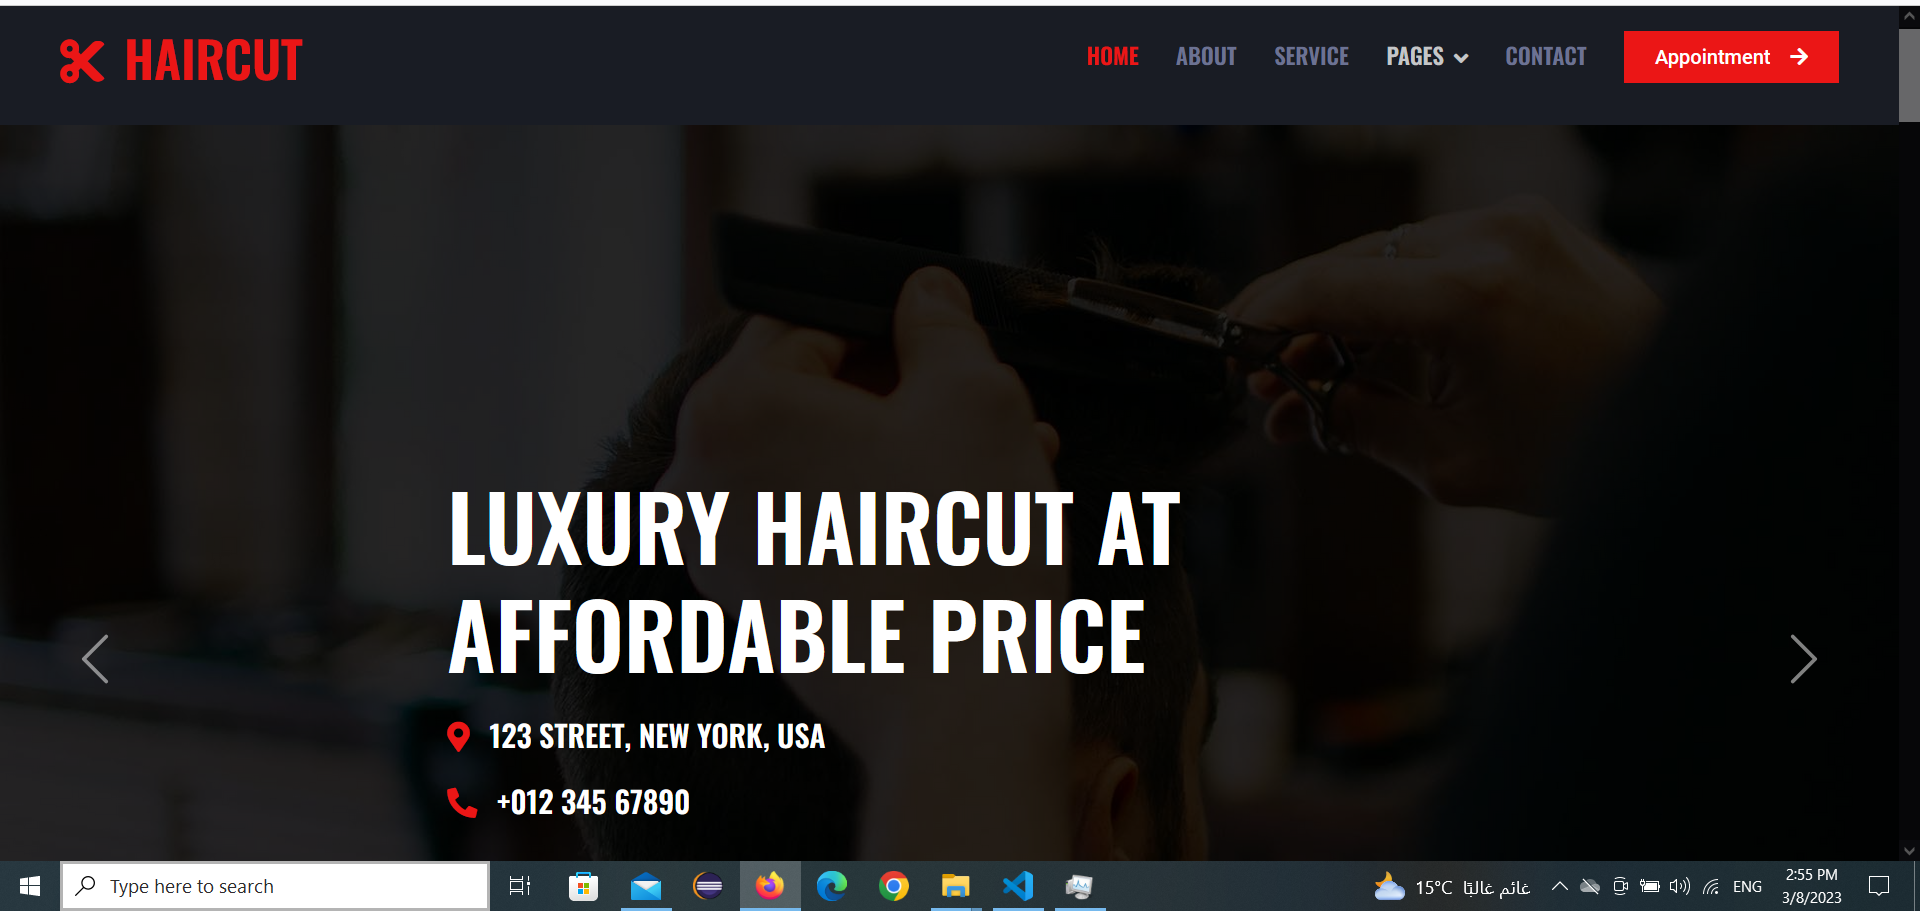 HAIRCUT
HOME ABOUT SERVICE PAGES CONTACT Appointment
LUXURY HAIRCUT AT
AFFORDABLE PRICE
123 STREET, NEW YORK, USA
+012 345 67890
Type here to search
15°C غائم غالبًا
ENG
2:55 PM
3/8/2023